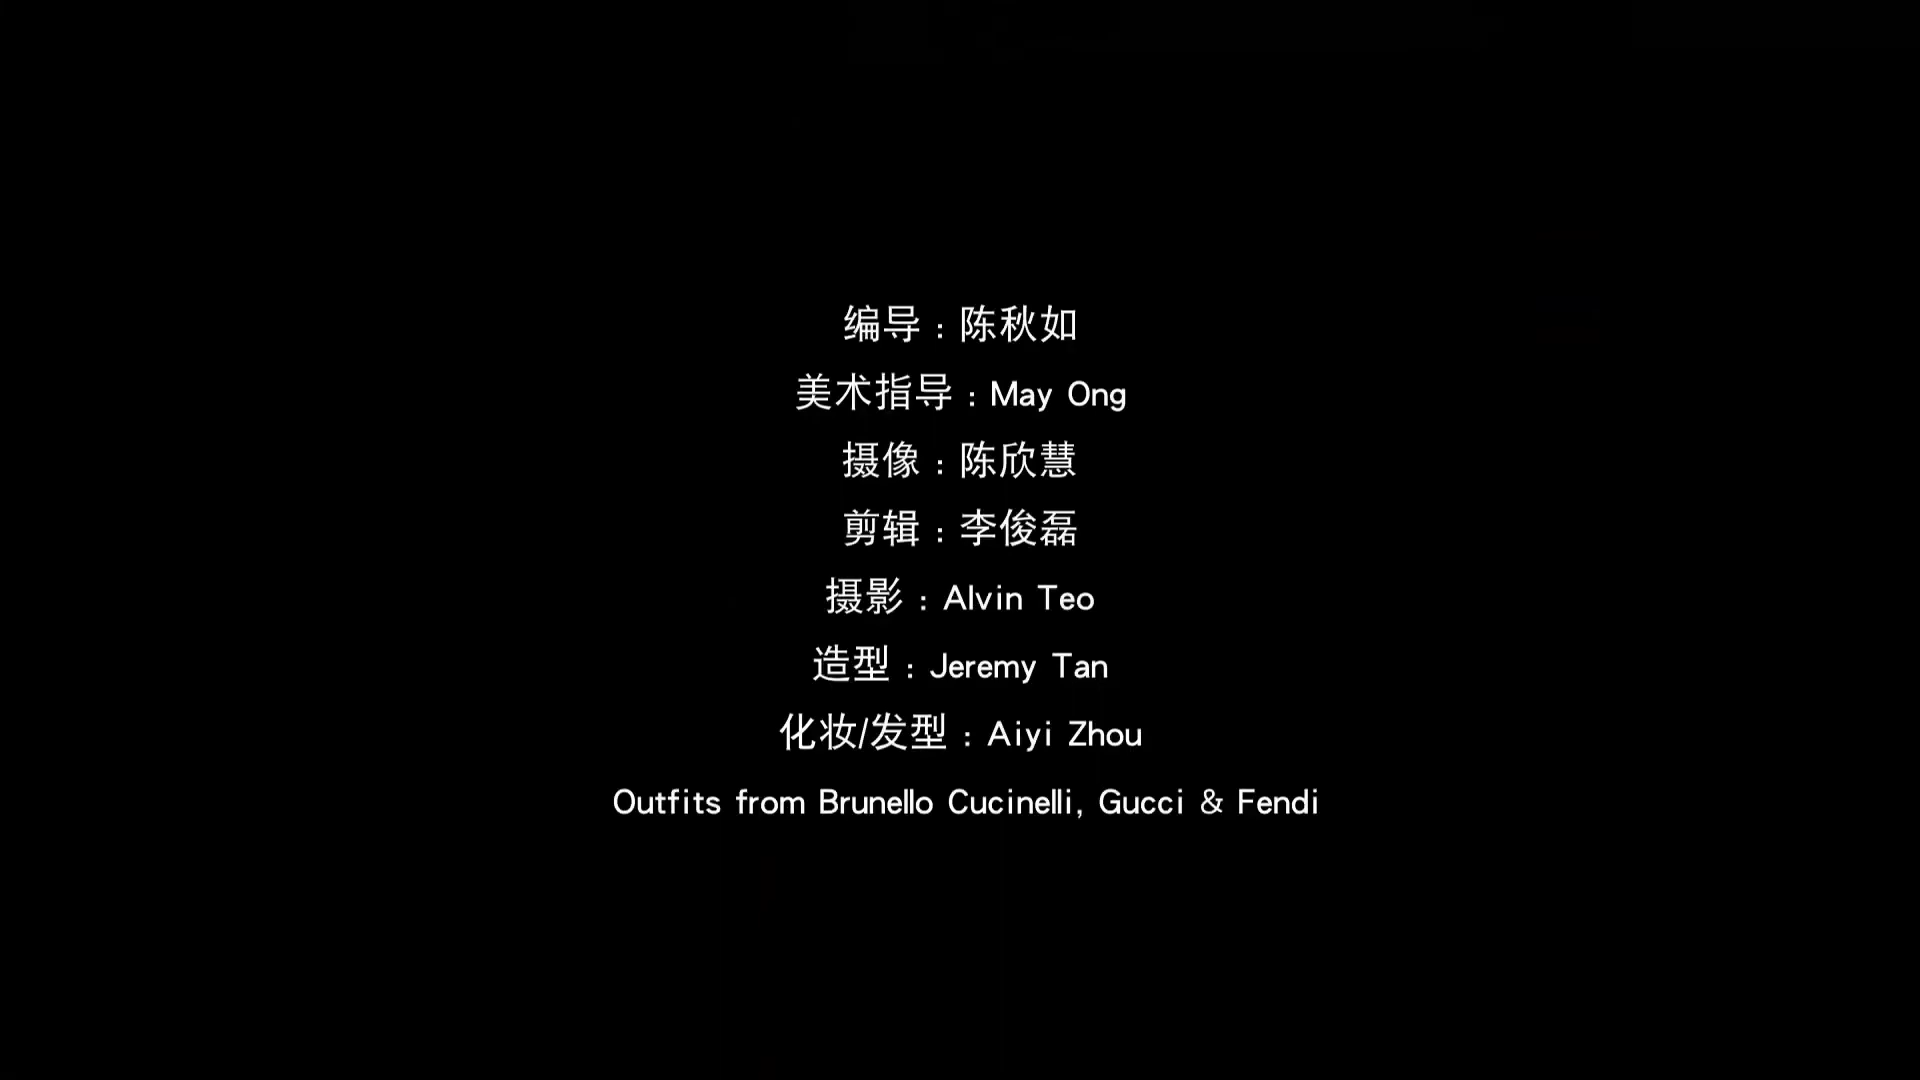 编导：陈秋如
美术指导：May Ong
摄像：陈欣慧
剪辑：李俊磊
摄影：Alvin Teo
造型：Jeremy Tan
化妆/发型：Aiyi Zhou
Outfits from Brunello Cucinelli, Gucci & Fendi